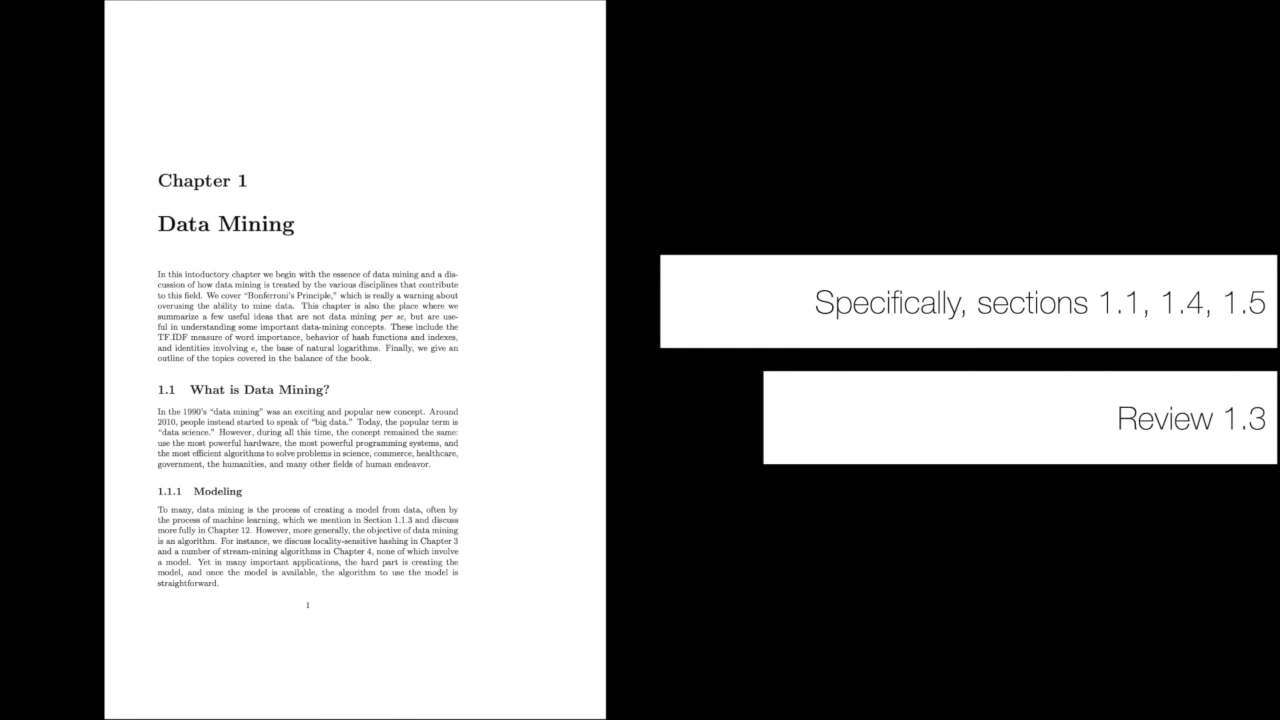 Chapter 1
Data Mining
In this intoductory chapter we begin with the essence of data mining and a dis-
cussion of how data mining is treated by the various disciplines that contribute
to this field. We cover “Bonferroni’s Principle,” which is really a warning about
overusing the ability to mine data. This chapter is also the place where we
summarize a few useful ideas that are not data mining per se, but are use-
ful in understanding some important data-mining concepts. These include the
TF.IDF measure of word importance, behavior of hash functions and indexes,
and identities involving e, the base of natural logarithms. Finally, we give an
outline of the topics covered in the balance of the book.
1.1 What is Data Mining?
In the 1990’s “data mining” was an exciting and popular new concept. Around
2010, people instead started to speak of “big data.” Today, the popular term is
“data science.” However, during all this time, the concept remained the same:
use the most powerful hardware, the most powerful programming systems, and
the most efficient algorithms to solve problems in science, commerce, healthcare,
government, the humanities, and many other fields of human endeavor.
1.1.1 Modeling
To many, data mining is the process of creating a model from data, often by
the process of machine learning, which we mention in Section 1.1.3 and discuss
more fully in Chapter 12. However, more generally, the objective of data mining
is an algorithm. For instance, we discuss locality-sensitive hashing in Chapter 3
and a number of stream-mining algorithms in Chapter 4, none of which involve
a model. Yet in many important applications, the hard part is creating the
model, and once the model is available, the algorithm to use the model is
straightforward.
1
Specifically, sections 1.1, 1.4, 1.5
Review 1.3